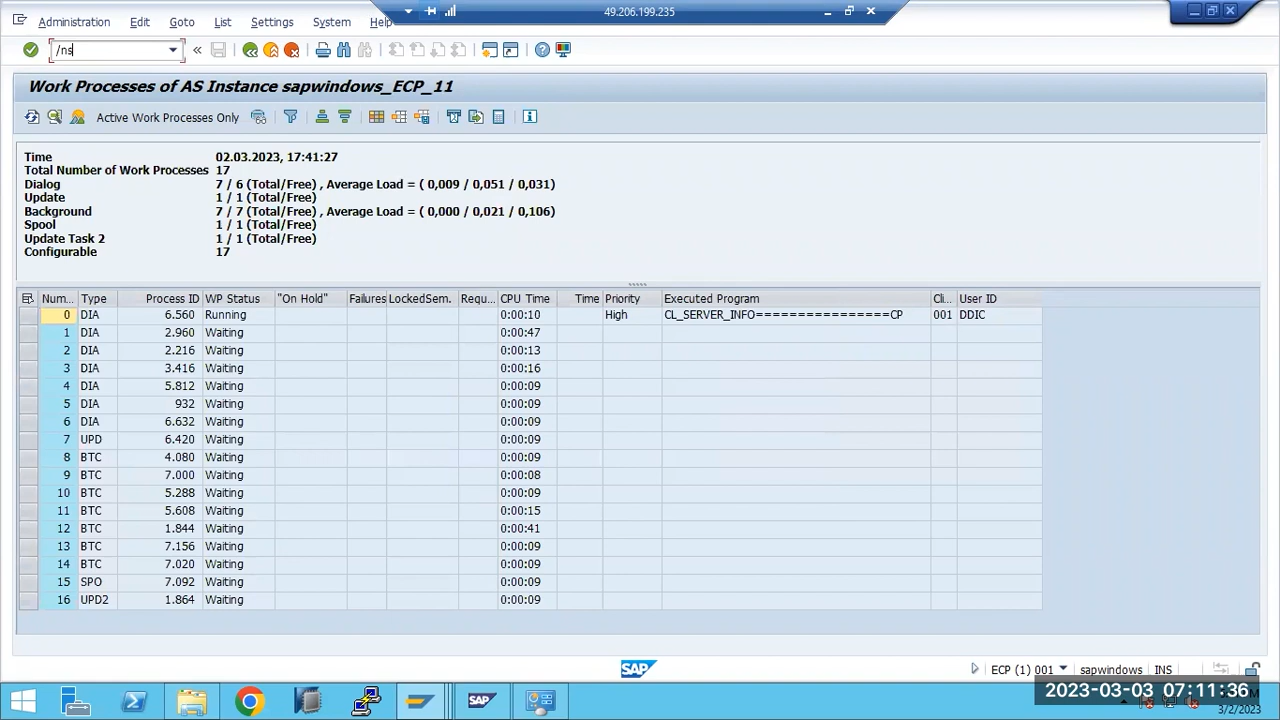 49.206.199.235
Administration Edit Goto List Settings System Help
/ns
Work Processes of AS Instance sapwindows_ECP_11
Active Work Processes Only
Time 02.03.2023, 17:41:27
Total Number of Work Processes 17
Dialog 7 / 6 (Total/Free) , Average Load = ( 0,009 / 0,051 / 0,031)
Update 1 / 1 (Total/Free)
Background 7 / 7 (Total/Free) , Average Load = ( 0,000 / 0,021 / 0,106)
Spool 1 / 1 (Total/Free)
Update Task 2 1 / 1 (Total/Free)
Configurable 17
Num... Type Process ID WP Status "On Hold" Failures LockedSem. Requ... CPU Time Time Priority Executed Program Cli... User ID
0 DIA 6.560 Running 0:00:10 High CL_SERVER_INFO================CP 001 DDIC
1 DIA 2.960 Waiting 0:00:47
2 DIA 2.216 Waiting 0:00:13
3 DIA 3.416 Waiting 0:00:16
4 DIA 5.812 Waiting 0:00:09
5 DIA 932 Waiting 0:00:09
6 DIA 6.632 Waiting 0:00:09
7 UPD 6.420 Waiting 0:00:09
8 BTC 4.080 Waiting 0:00:09
9 BTC 7.000 Waiting 0:00:08
10 BTC 5.288 Waiting 0:00:09
11 BTC 5.608 Waiting 0:00:15
12 BTC 1.844 Waiting 0:00:41
13 BTC 7.156 Waiting 0:00:09
14 BTC 7.020 Waiting 0:00:09
15 SPO 7.092 Waiting 0:00:09
16 UPD2 1.864 Waiting 0:00:09
SAP
ECP (1) 001 sapwindows INS
SAP
2023-03-03 07:11:36
3/2/2023